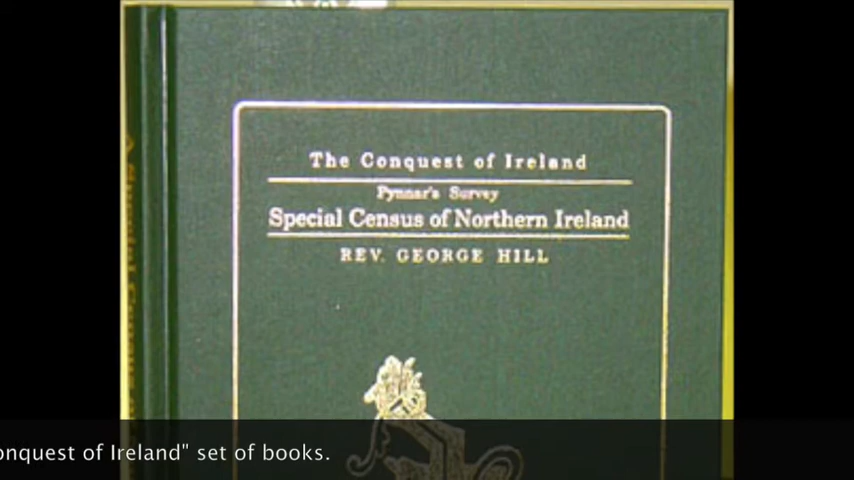 The Conquest of Ireland
Pynnar's Survey
Special Census of Northern Ireland
REV. GEORGE HILL
onquest of Ireland" set of books.